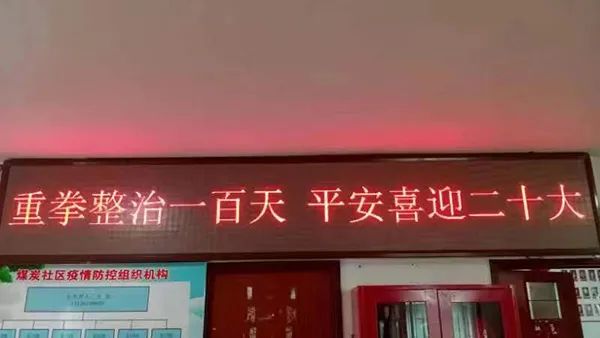 重拳整治一百天 平安喜迎二十大
煤炭社区疫情防控组织机构